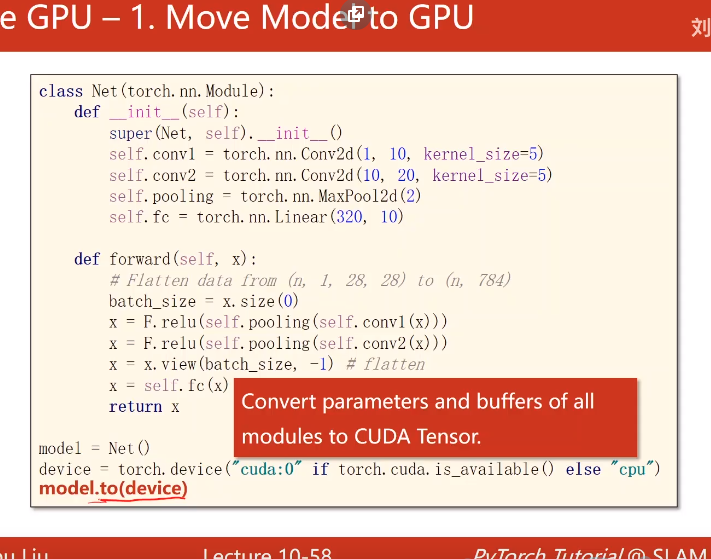 e GPU – 1. Move Model to GPU
刘
class Net(torch.nn.Module):
    def __init__(self):
        super(Net, self).__init__()
        self.conv1 = torch.nn.Conv2d(1, 10, kernel_size=5)
        self.conv2 = torch.nn.Conv2d(10, 20, kernel_size=5)
        self.pooling = torch.nn.MaxPool2d(2)
        self.fc = torch.nn.Linear(320, 10)
    def forward(self, x):
        # Flatten data from (n, 1, 28, 28) to (n, 784)
        batch_size = x.size(0)
        x = F.relu(self.pooling(self.conv1(x)))
        x = F.relu(self.pooling(self.conv2(x)))
        x = x.view(batch_size, -1) # flatten
        x = self.fc(x)
        return x
Convert parameters and buffers of all
modules to CUDA Tensor.
model = Net()
device = torch.device("cuda:0" if torch.cuda.is_available() else "cpu")
model.to(device)
ou Liu
Lecture 10-58
PyTorch Tutorial @ SLAM